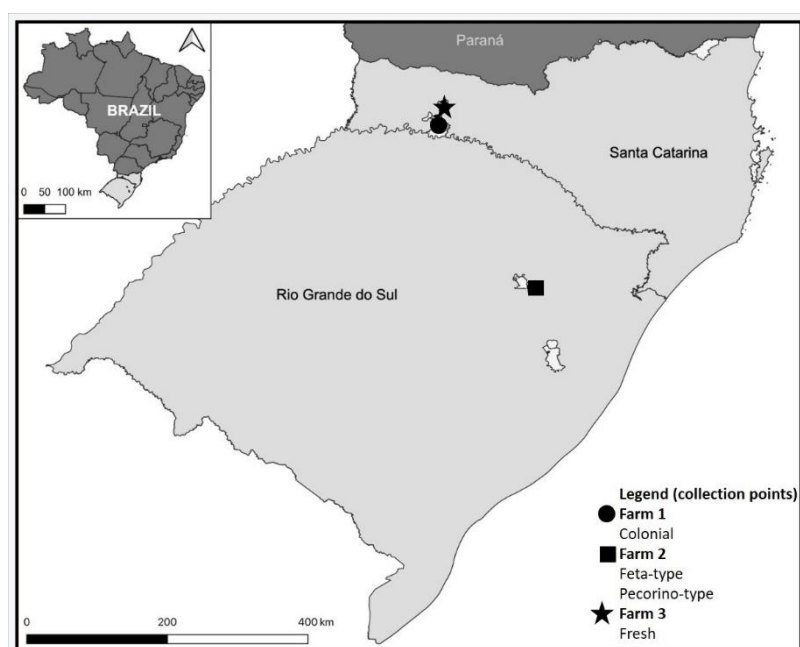 Paraná
BRAZIL
0 50 100 km
Santa Catarina
Rio Grande do Sul
Legend (collection points)
Farm 1
Colonial
Farm 2
Feta-type
Pecorino-type
Farm 3
Fresh
0 200 400 km